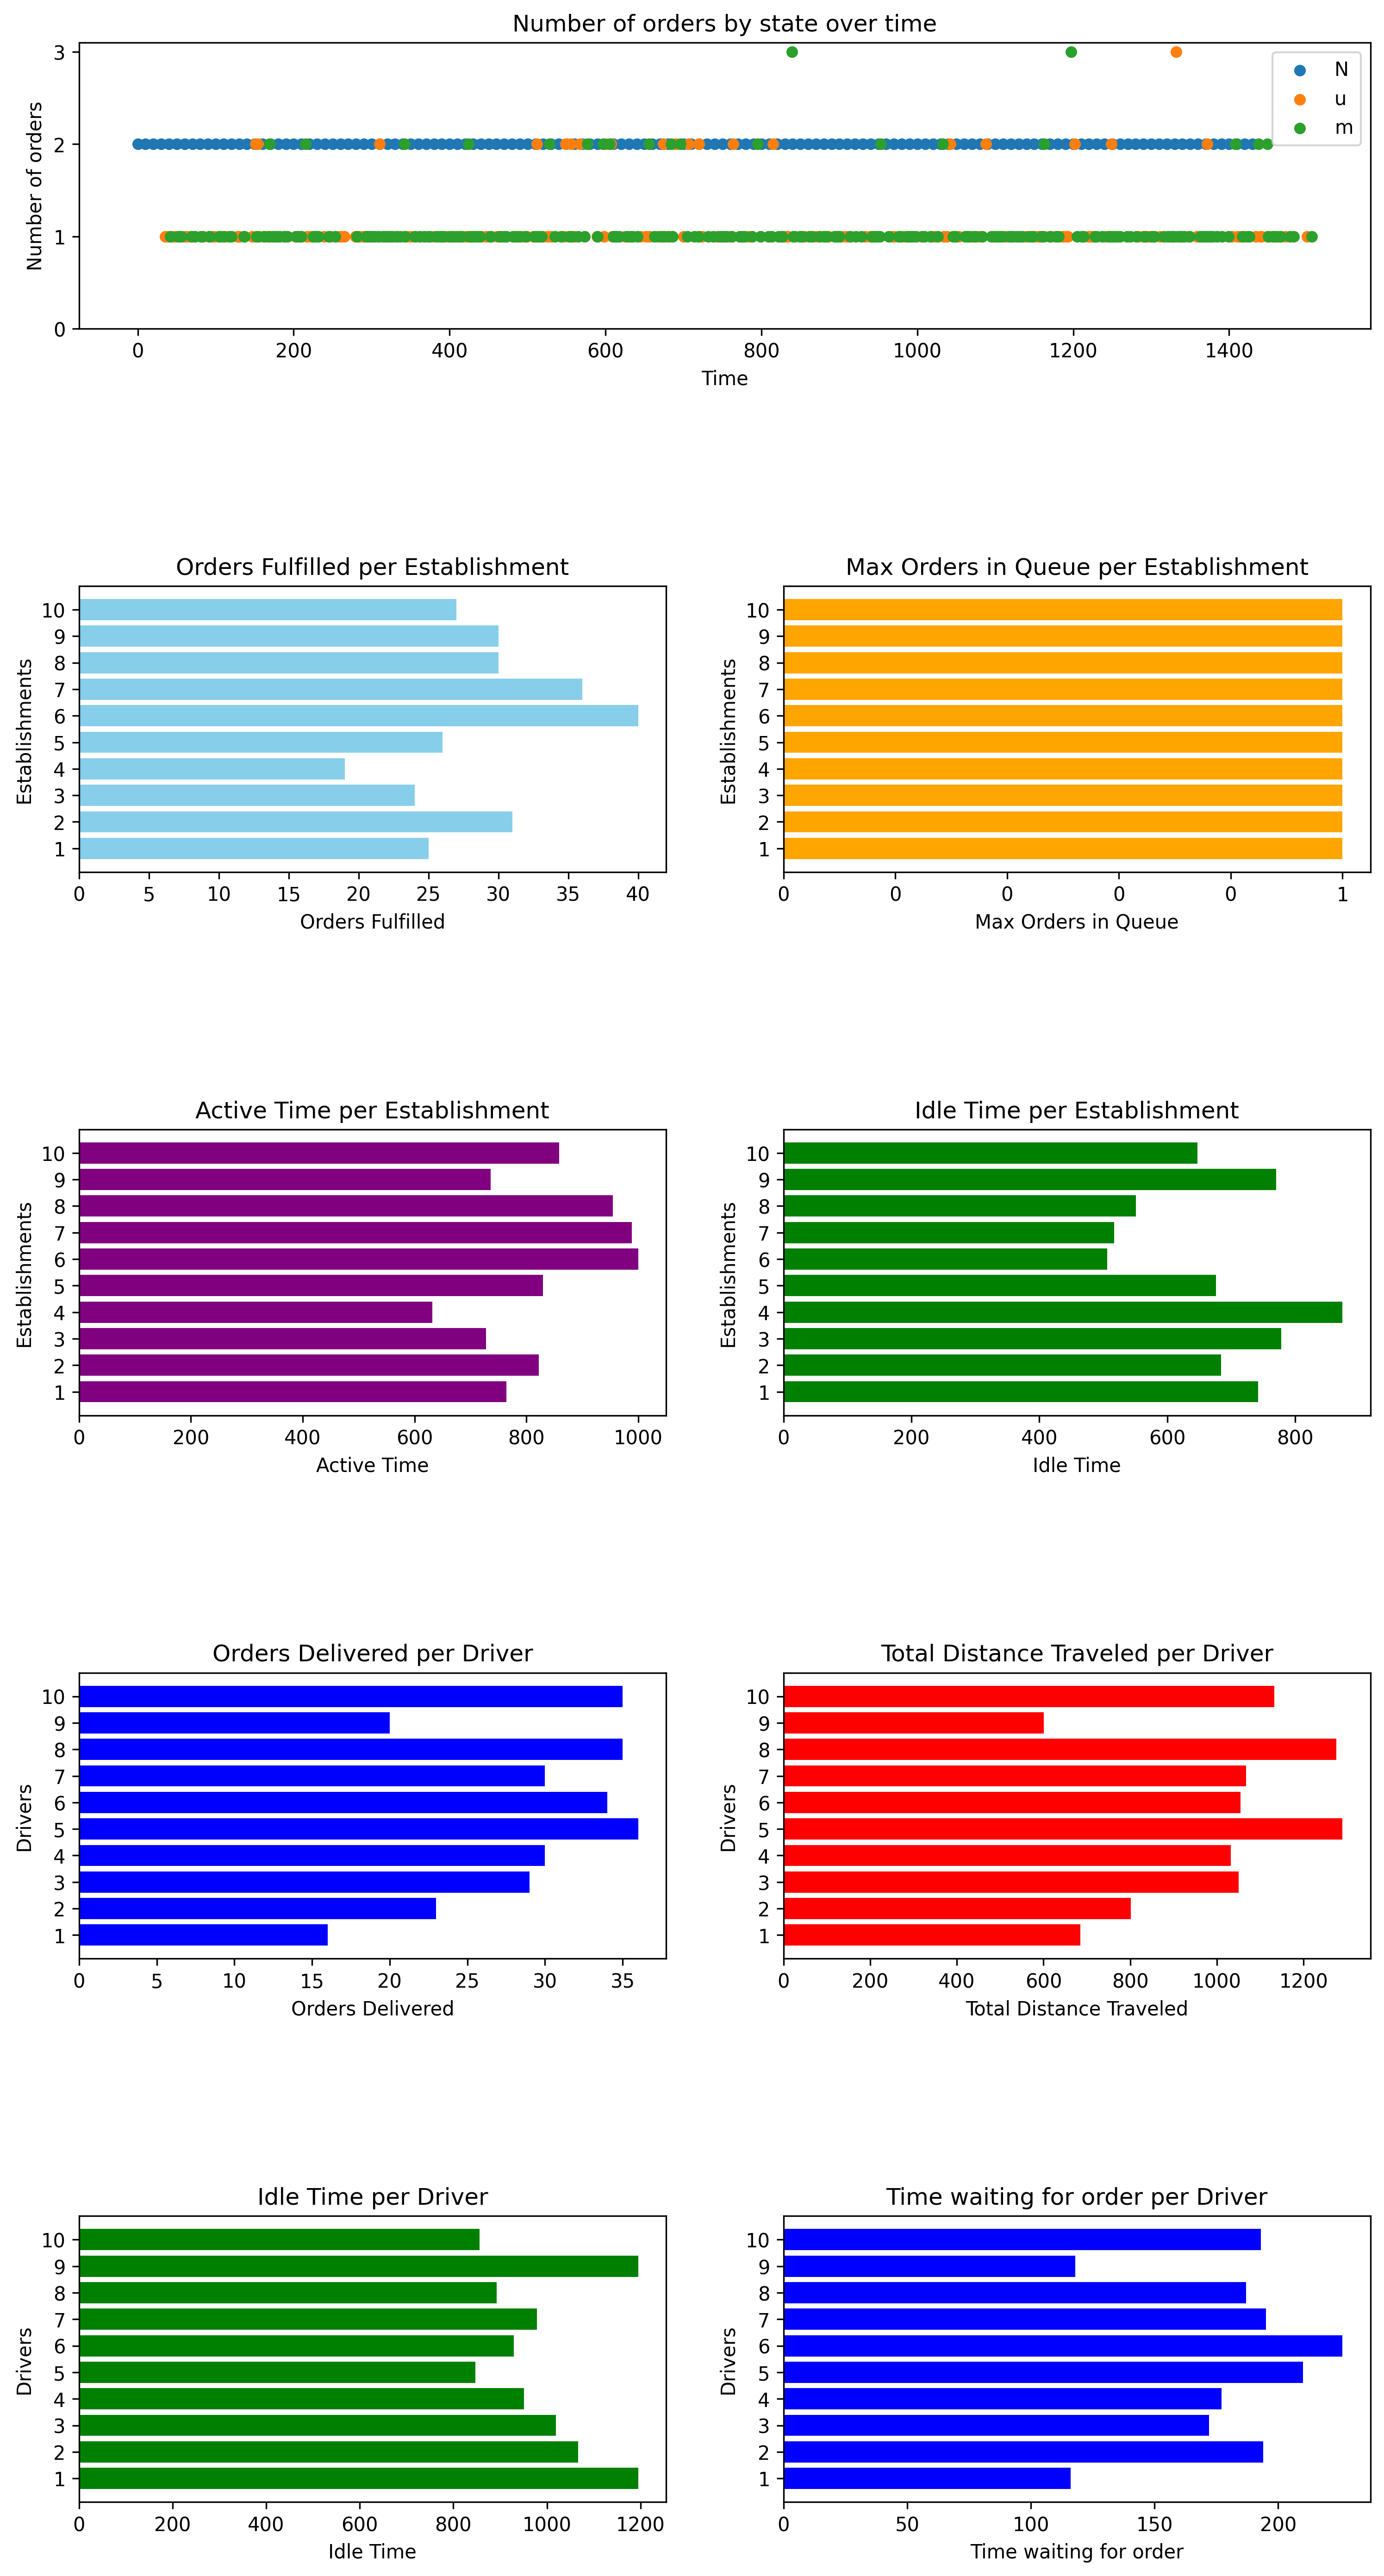 Number of orders by state over time
Number of orders
3
2
1
0
N
u
m
0 200 400 600 800 1000 1200 1400
Time
Orders Fulfilled per Establishment
Establishments
10
9
8
7
6
5
4
3
2
1
0 5 10 15 20 25 30 35 40
Orders Fulfilled
Max Orders in Queue per Establishment
Establishments
10
9
8
7
6
5
4
3
2
1
0 0 0 0 0 1
Max Orders in Queue
Active Time per Establishment
Establishments
10
9
8
7
6
5
4
3
2
1
0 200 400 600 800 1000
Active Time
Idle Time per Establishment
Establishments
10
9
8
7
6
5
4
3
2
1
0 200 400 600 800
Idle Time
Orders Delivered per Driver
Drivers
10
9
8
7
6
5
4
3
2
1
0 5 10 15 20 25 30 35
Orders Delivered
Total Distance Traveled per Driver
Drivers
10
9
8
7
6
5
4
3
2
1
0 200 400 600 800 1000 1200
Total Distance Traveled
Idle Time per Driver
Drivers
10
9
8
7
6
5
4
3
2
1
0 200 400 600 800 1000 1200
Idle Time
Time waiting for order per Driver
Drivers
10
9
8
7
6
5
4
3
2
1
0 50 100 150 200
Time waiting for order